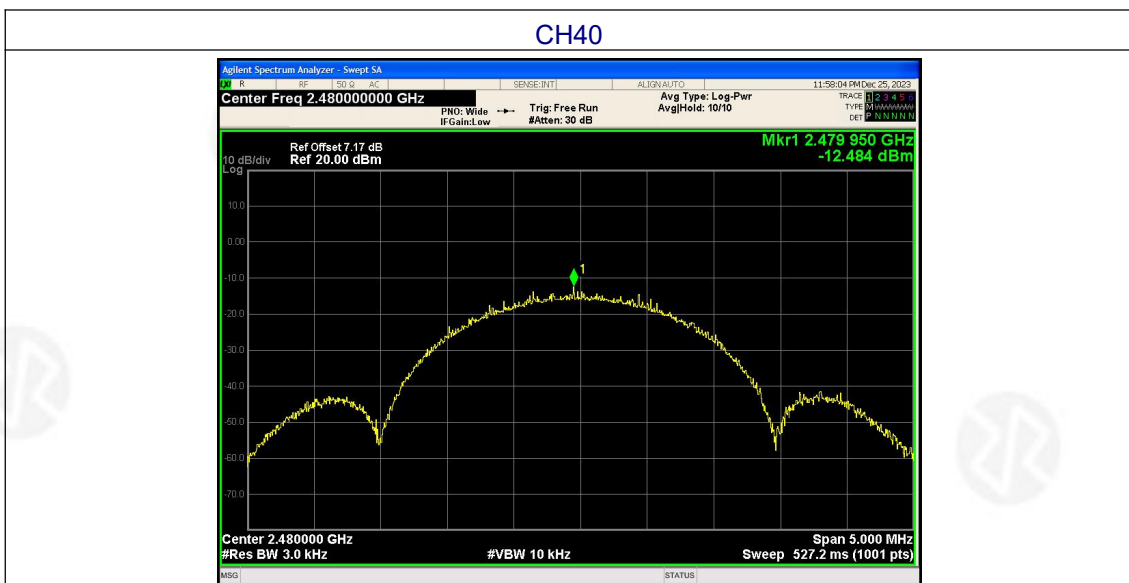 CH40
Agilent Spectrum Analyzer - Swept SA
R RF 50 Ω AC SENSE:INT ALIGN AUTO 11:58:04 PM Dec 25, 2023
Center Freq 2.480000000 GHz Avg Type: Log-Pwr TRACE 1 2 3 4 5 6
PNO: Wide Trig: Free Run Avg|Hold: 10/10 TYPE M WWWWW
IFGain:Low #Atten: 30 dB DET P N N N N N
Mkr1 2.479 950 GHz
Ref Offset 7.17 dB
10 dB/div Ref 20.00 dBm -12.484 dBm
Log
10.0
0.00
1
-10.0
-20.0
-30.0
-40.0
-50.0
-60.0
-70.0
Center 2.480000 GHz Span 5.000 MHz
#Res BW 3.0 kHz #VBW 10 kHz Sweep 527.2 ms (1001 pts)
MSG STATUS